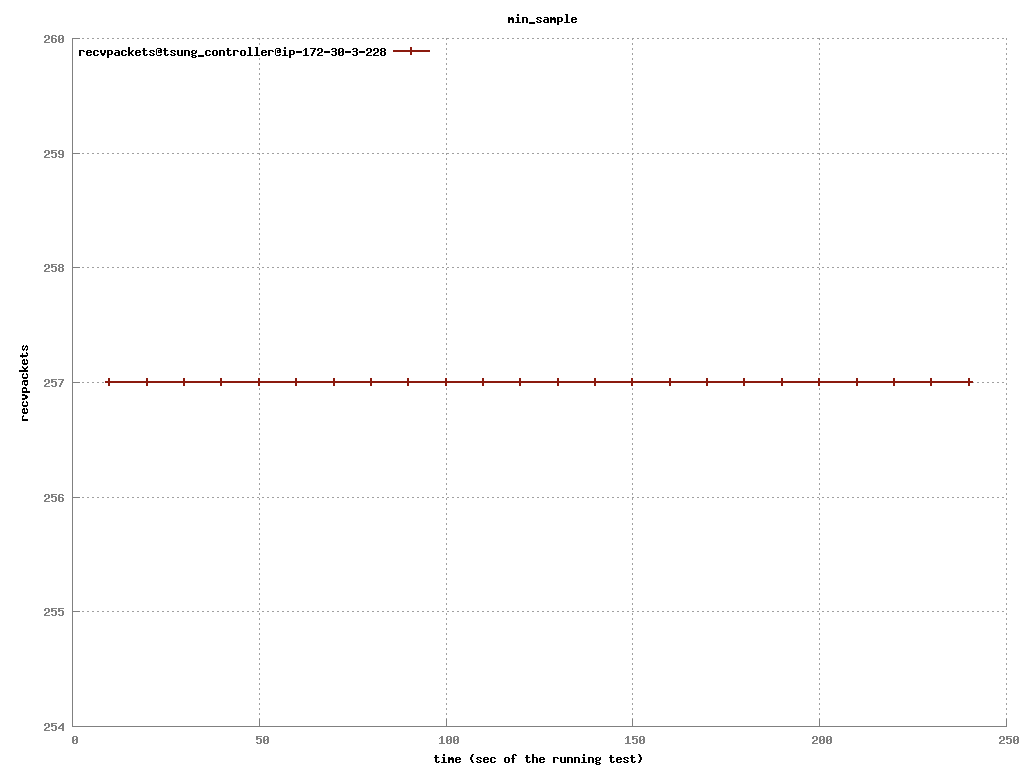 min_sample
260
recvpackets@tsung_controller@ip-172-30-3-228
259
258
recvpackets
257
256
255
254
0 50 100 150 200 250
time (sec of the running test)